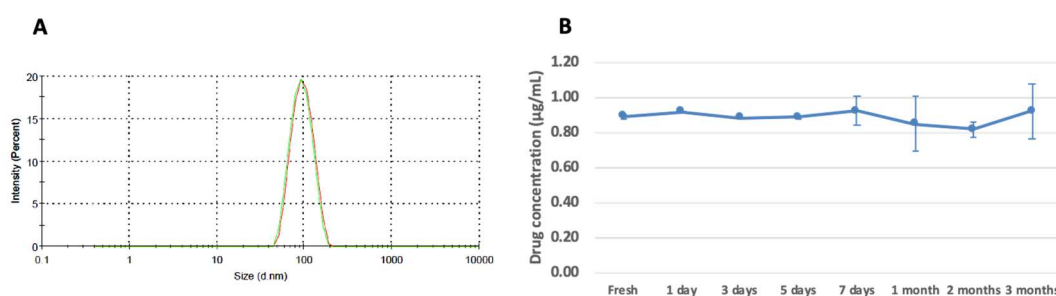 A
20
15
10
5
0
Intensity (Percent)
0.1 1 10 100 1000 10000
Size (d.nm)
B
1.20
1.00
0.80
0.60
0.40
0.20
0.00
Drug concentration (µg/mL)
Fresh 1 day 3 days 5 days 7 days 1 month 2 months 3 months